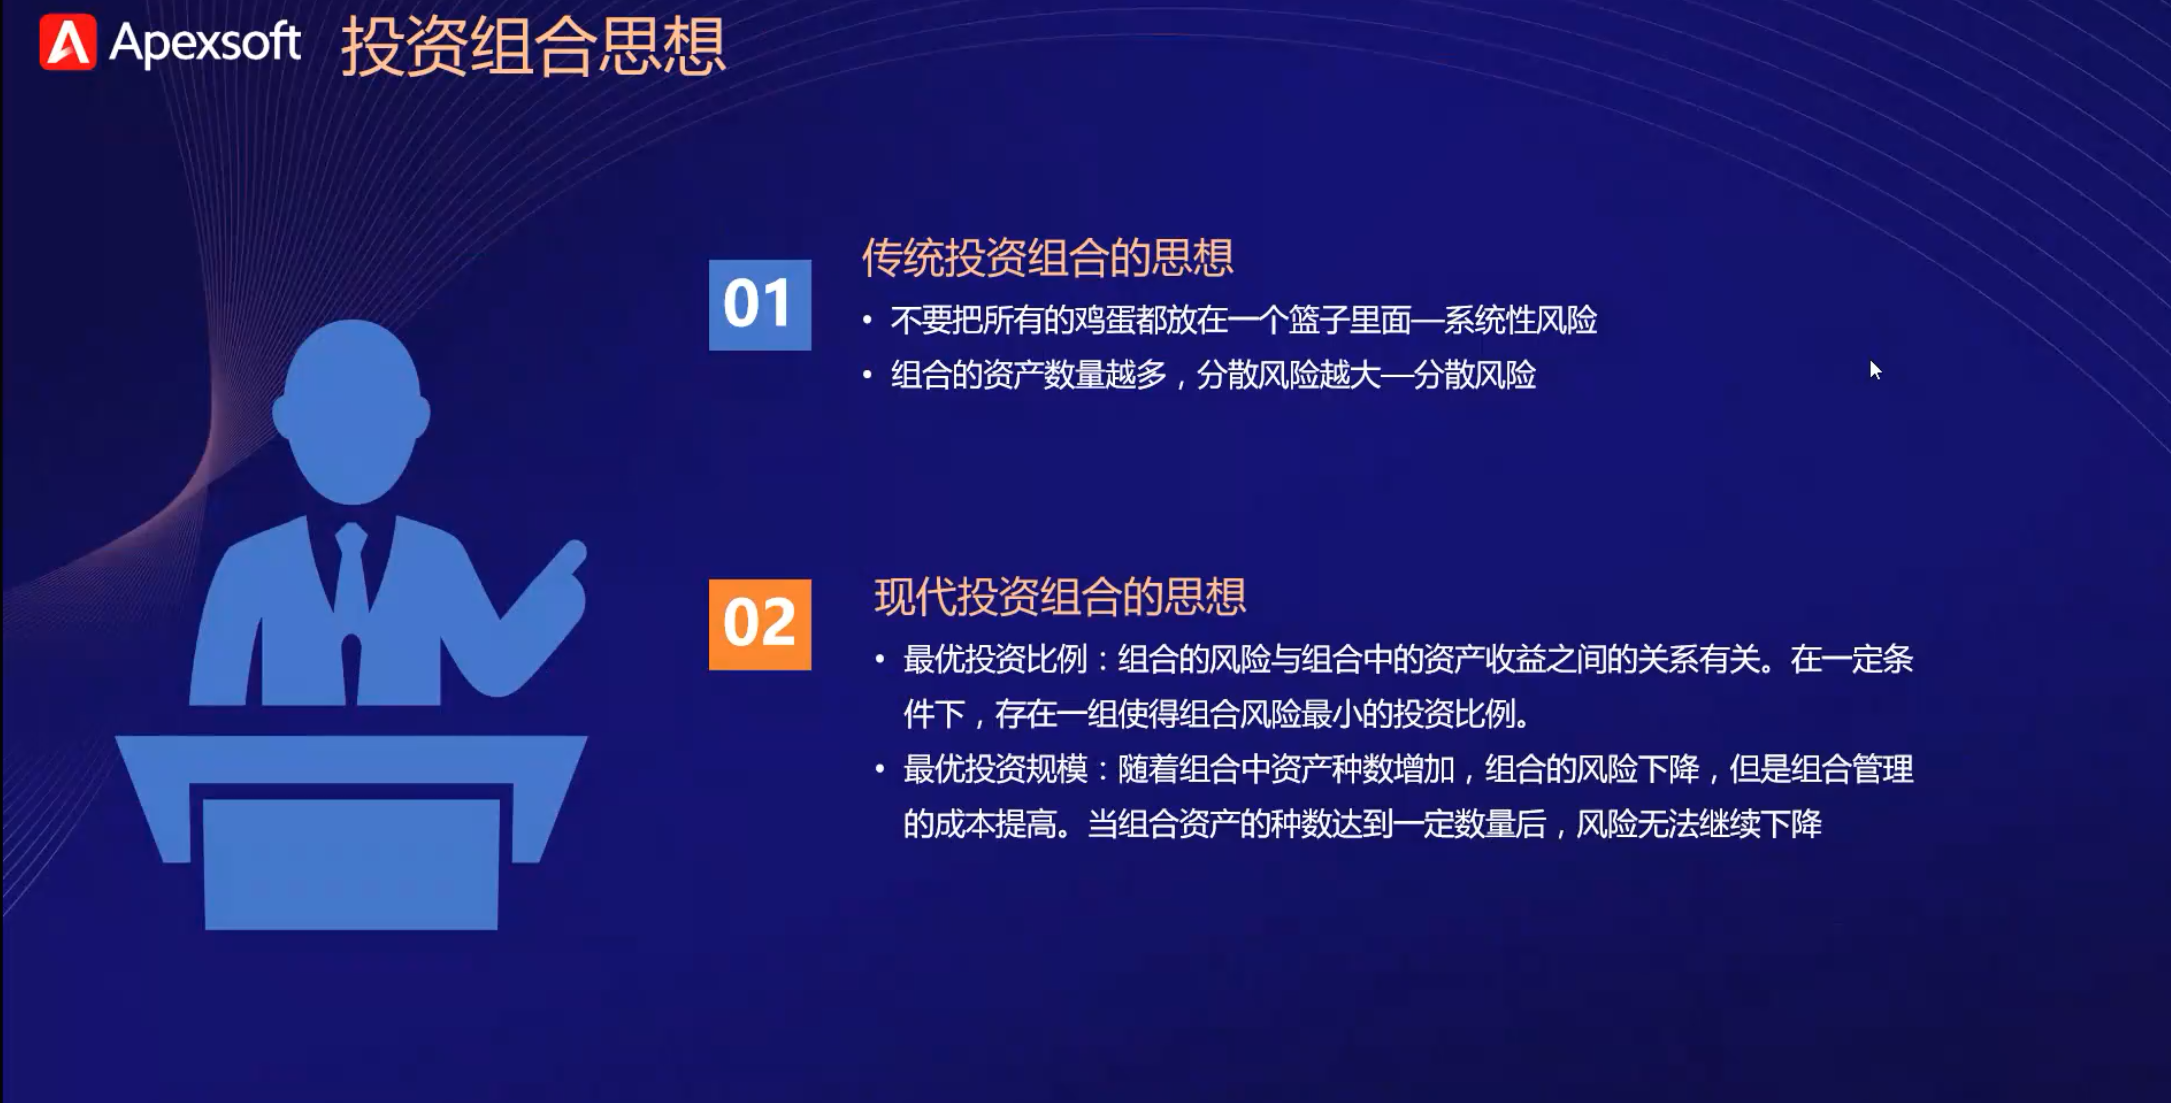 Apexsoft 投资组合思想
01
传统投资组合的思想
• 不要把所有的鸡蛋都放在一个篮子里面—系统性风险
• 组合的资产数量越多，分散风险越大—分散风险
02
现代投资组合的思想
• 最优投资比例：组合的风险与组合中的资产收益之间的关系有关。在一定条
件下，存在一组使得组合风险最小的投资比例。
• 最优投资规模：随着组合中资产种数增加，组合的风险下降，但是组合管理
的成本提高。当组合资产的种数达到一定数量后，风险无法继续下降